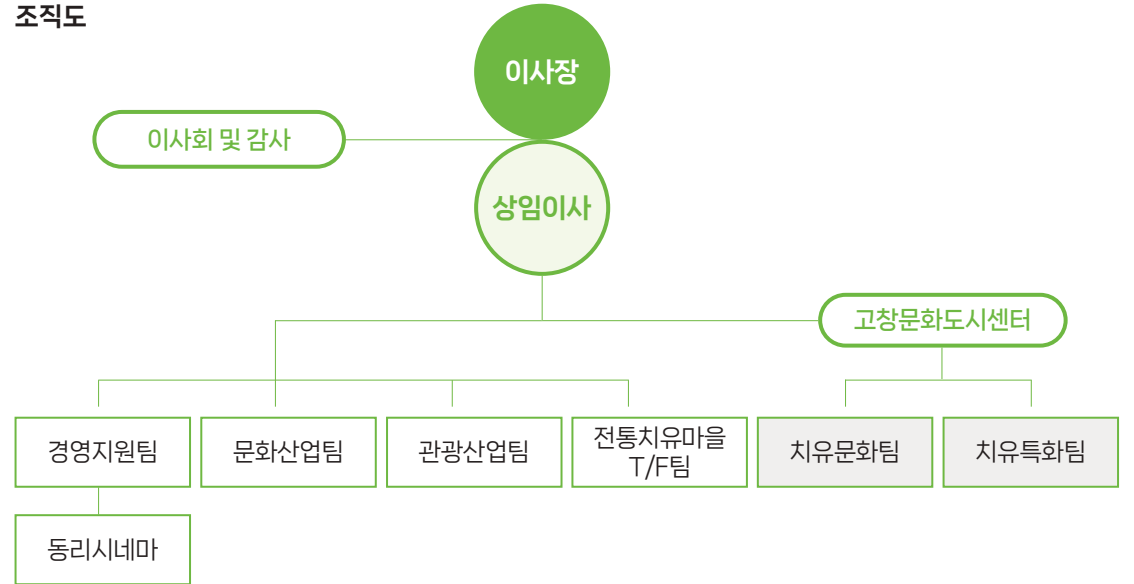 조직도
이사장
이사회 및 감사
상임이사
고창문화도시센터
경영지원팀
문화산업팀
관광산업팀
전통치유마을
T/F팀
치유문화팀
치유특화팀
동리시네마